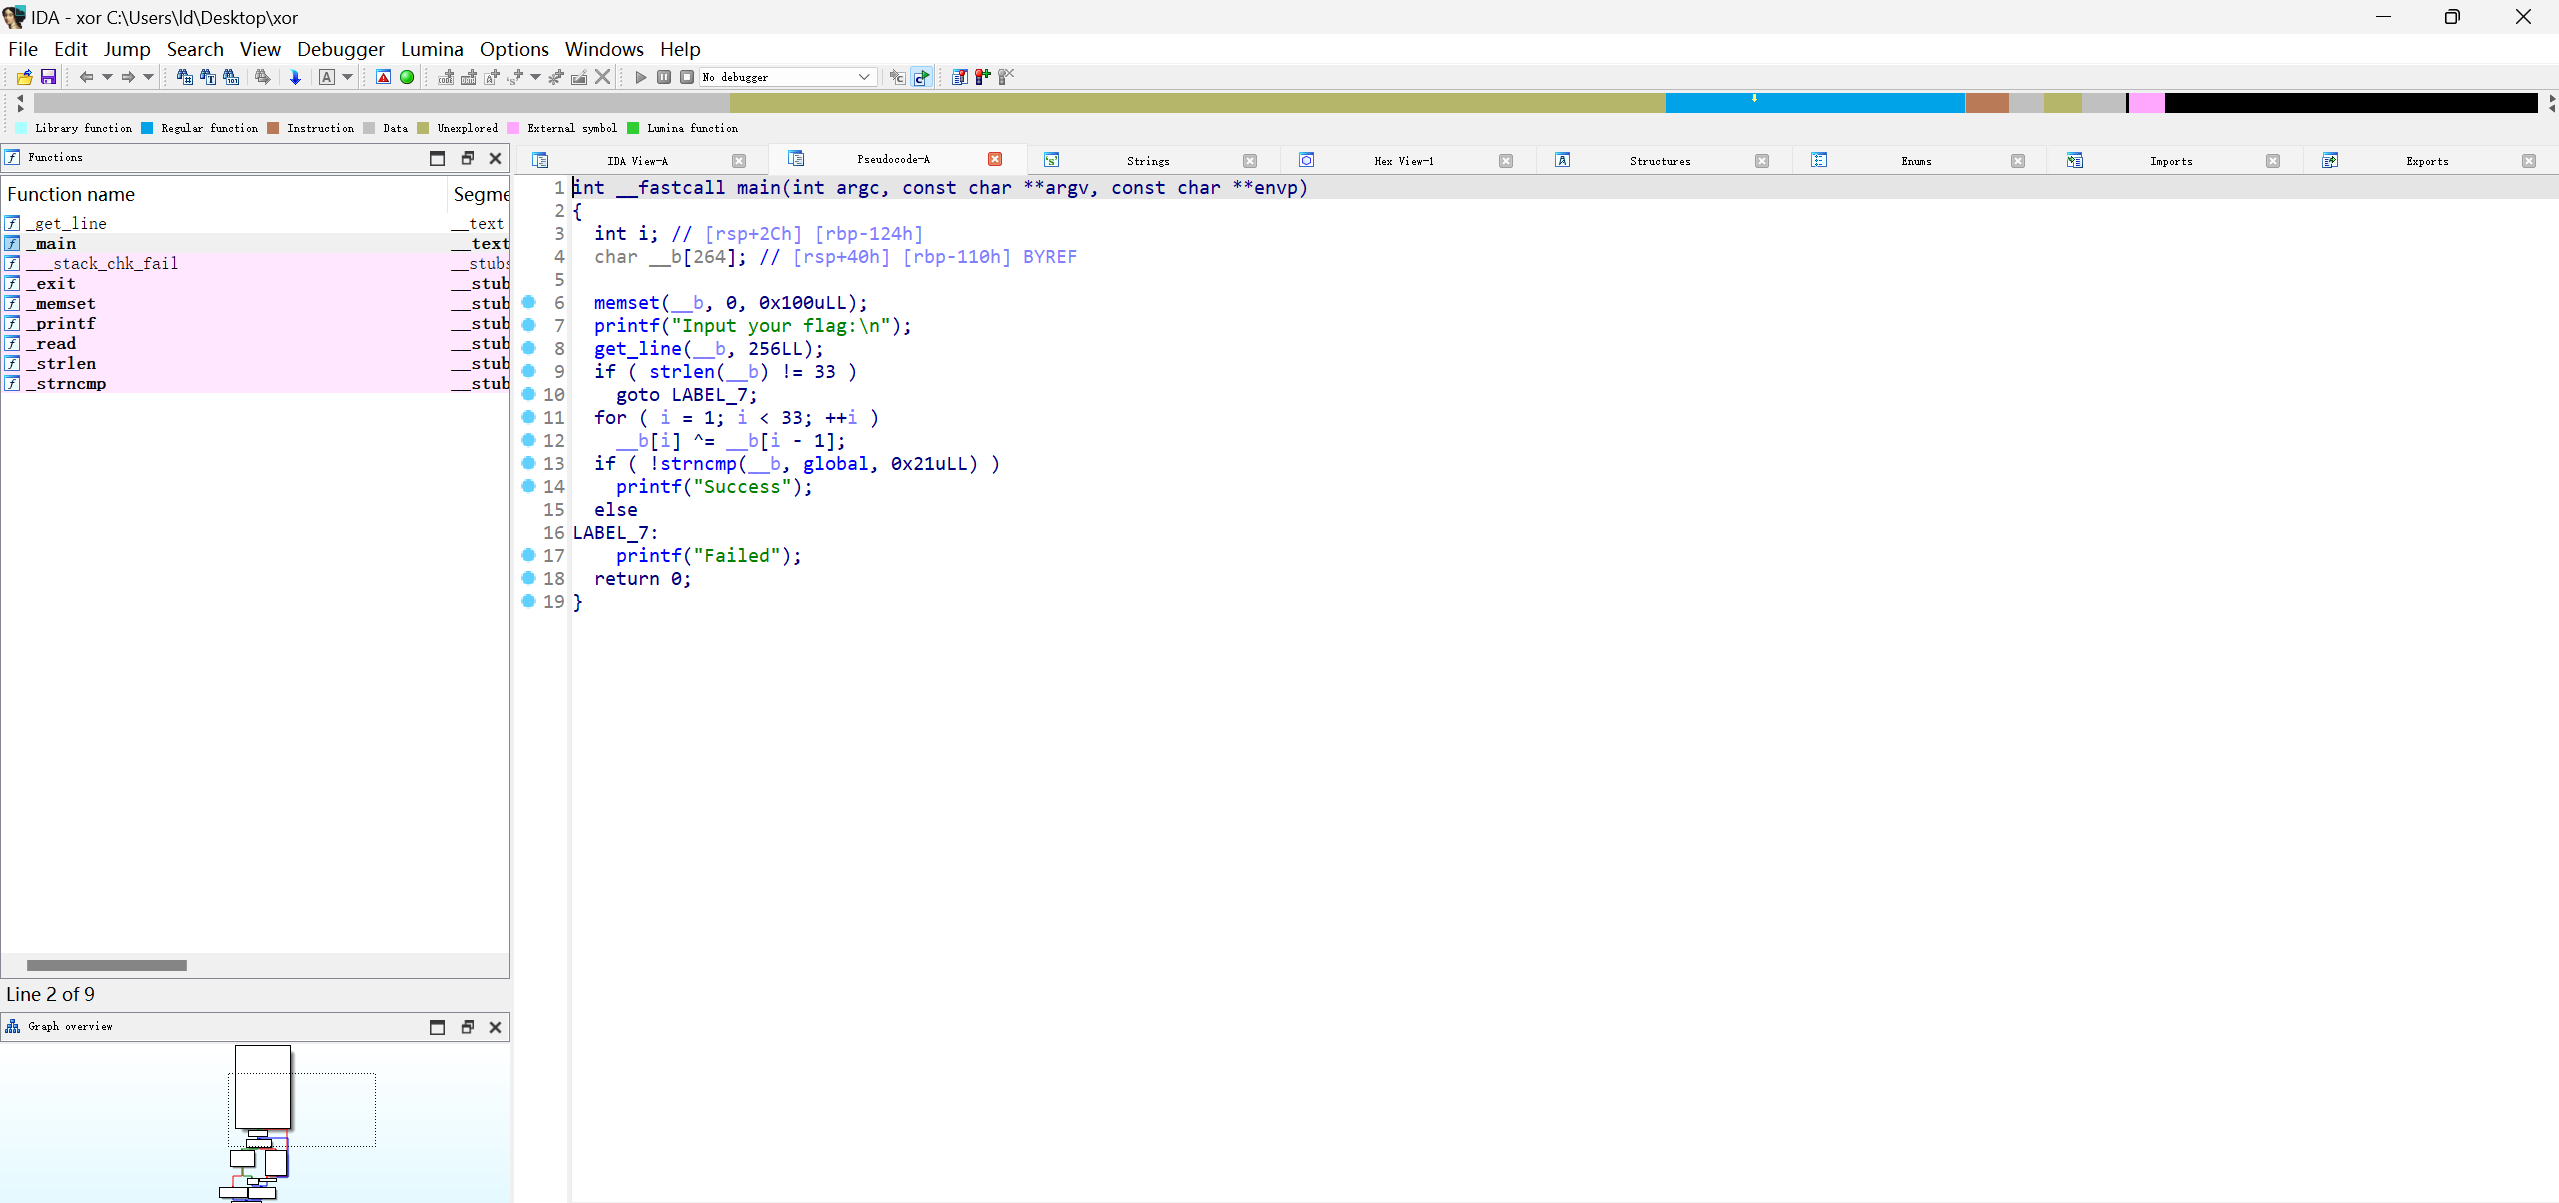 IDA - xor C:\Users\ld\Desktop\xor
File Edit Jump Search View Debugger Lumina Options Windows Help
No debugger
Library function Regular function Instruction Data Unexplored External symbol Lumina function
Functions
IDA View-A
Pseudocode-A
Strings
Hex View-1
Structures
Enums
Imports
Exports
Function name Segme
_get_line __text
_main __text
___stack_chk_fail __stubs
_exit __stub
_memset __stub
_printf __stub
_read __stub
_strlen __stub
_strncmp __stub
Line 2 of 9
Graph overview
1 int __fastcall main(int argc, const char **argv, const char **envp)
2 {
3 int i; // [rsp+2Ch] [rbp-124h]
4 char __b[264]; // [rsp+40h] [rbp-110h] BYREF
5
6 memset(__b, 0, 0x100uLL);
7 printf("Input your flag:\n");
8 get_line(__b, 256LL);
9 if ( strlen(__b) != 33 )
10 goto LABEL_7;
11 for ( i = 1; i < 33; ++i )
12 __b[i] ^= __b[i - 1];
13 if ( !strncmp(__b, global, 0x21uLL) )
14 printf("Success");
15 else
16 LABEL_7:
17 printf("Failed");
18 return 0;
19 }